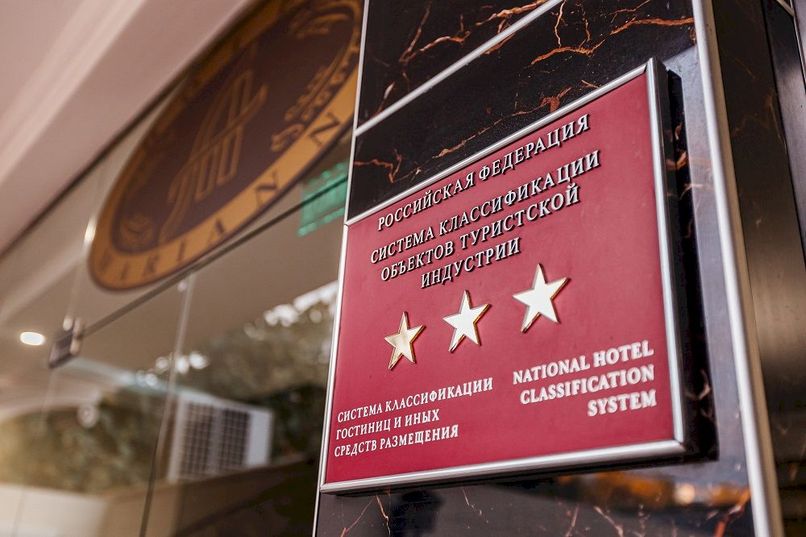 РОССИЙСКАЯ ФЕДЕРАЦИЯ
СИСТЕМА КЛАССИФИКАЦИИ
ОБЪЕКТОВ ТУРИСТСКОЙ
ИНДУСТРИИ
СИСТЕМА КЛАССИФИКАЦИИ
ГОСТИНИЦ И ИНЫХ
СРЕДСТВ РАЗМЕЩЕНИЯ
NATIONAL HOTEL
CLASSIFICATION
SYSTEM